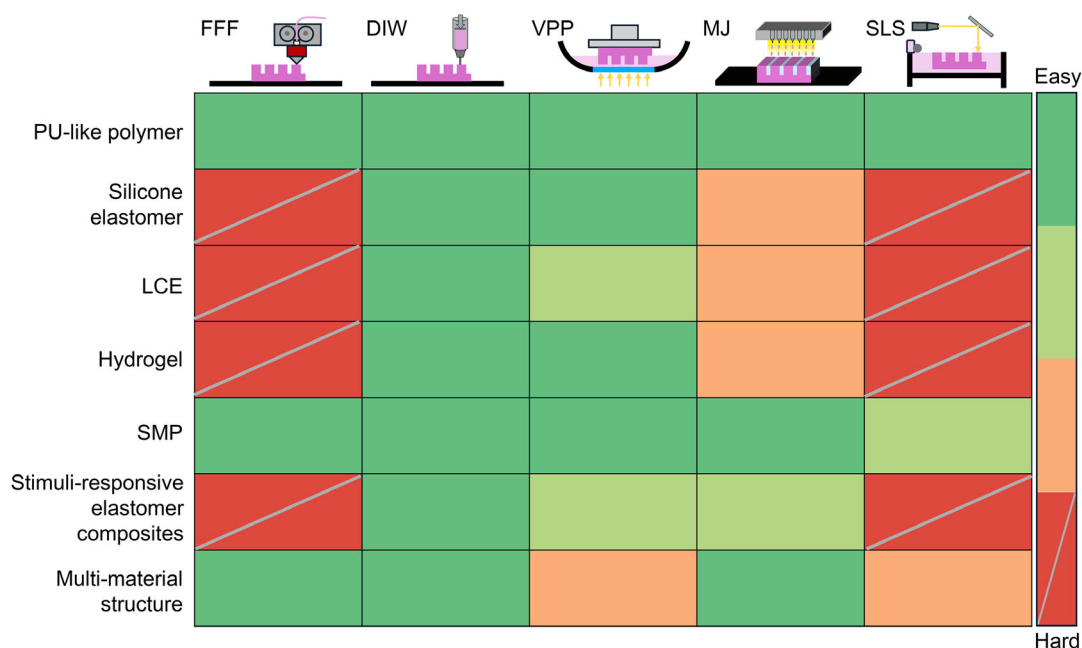 FFF
DIW
VPP
MJ
SLS
Easy
PU-like polymer
Silicone
elastomer
LCE
Hydrogel
SMP
Stimuli-responsive
elastomer
composites
Multi-material
structure
Hard